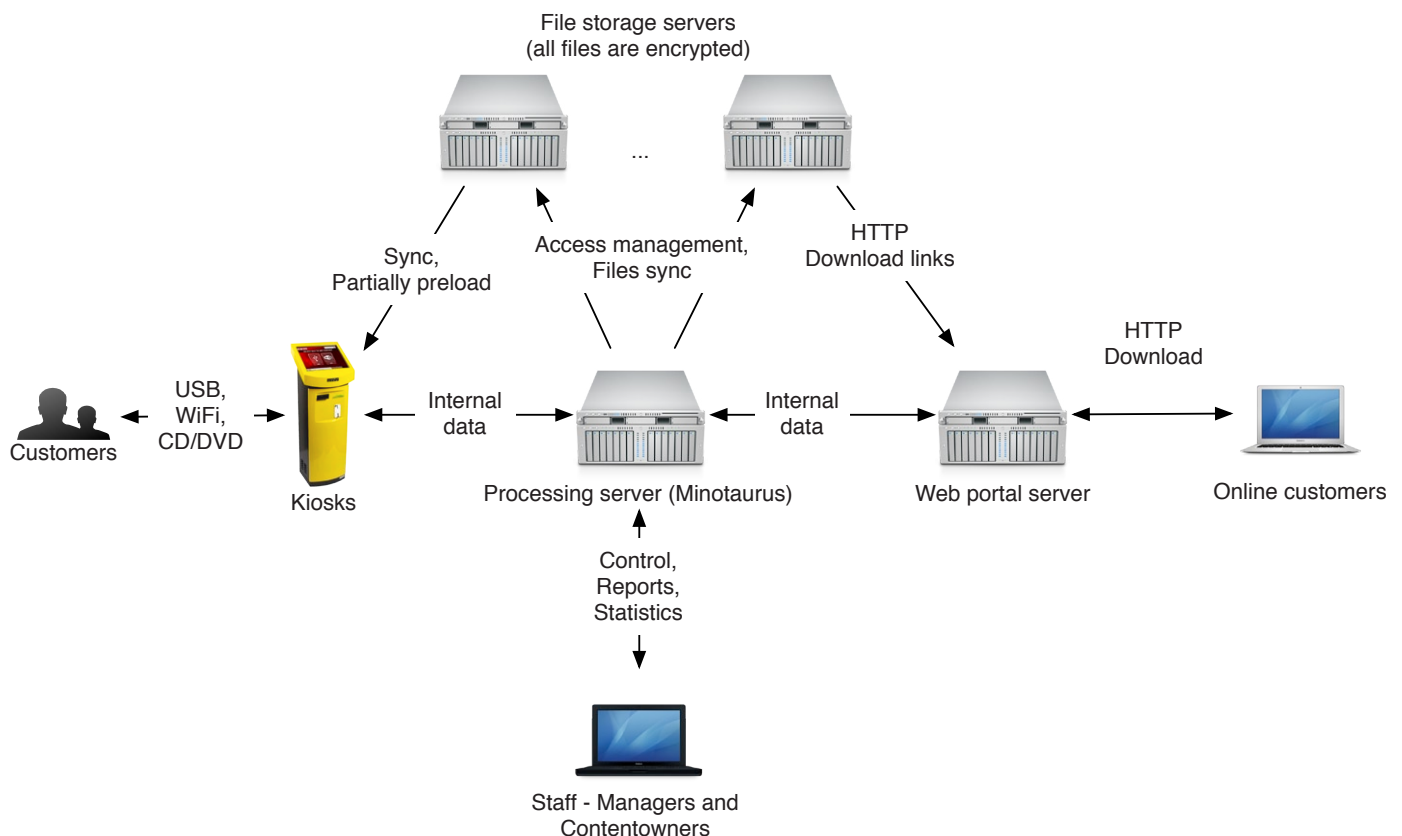 File storage servers
(all files are encrypted)
...
Sync,
Partially preload
Access management,
Files sync
HTTP
Download links
HTTP
Download
USB,
WiFi,
CD/DVD
Internal
data
Internal
data
Customers
Kiosks
Processing server (Minotaurus)
Web portal server
Online customers
Control,
Reports,
Statistics
Staff - Managers and
Contentowners